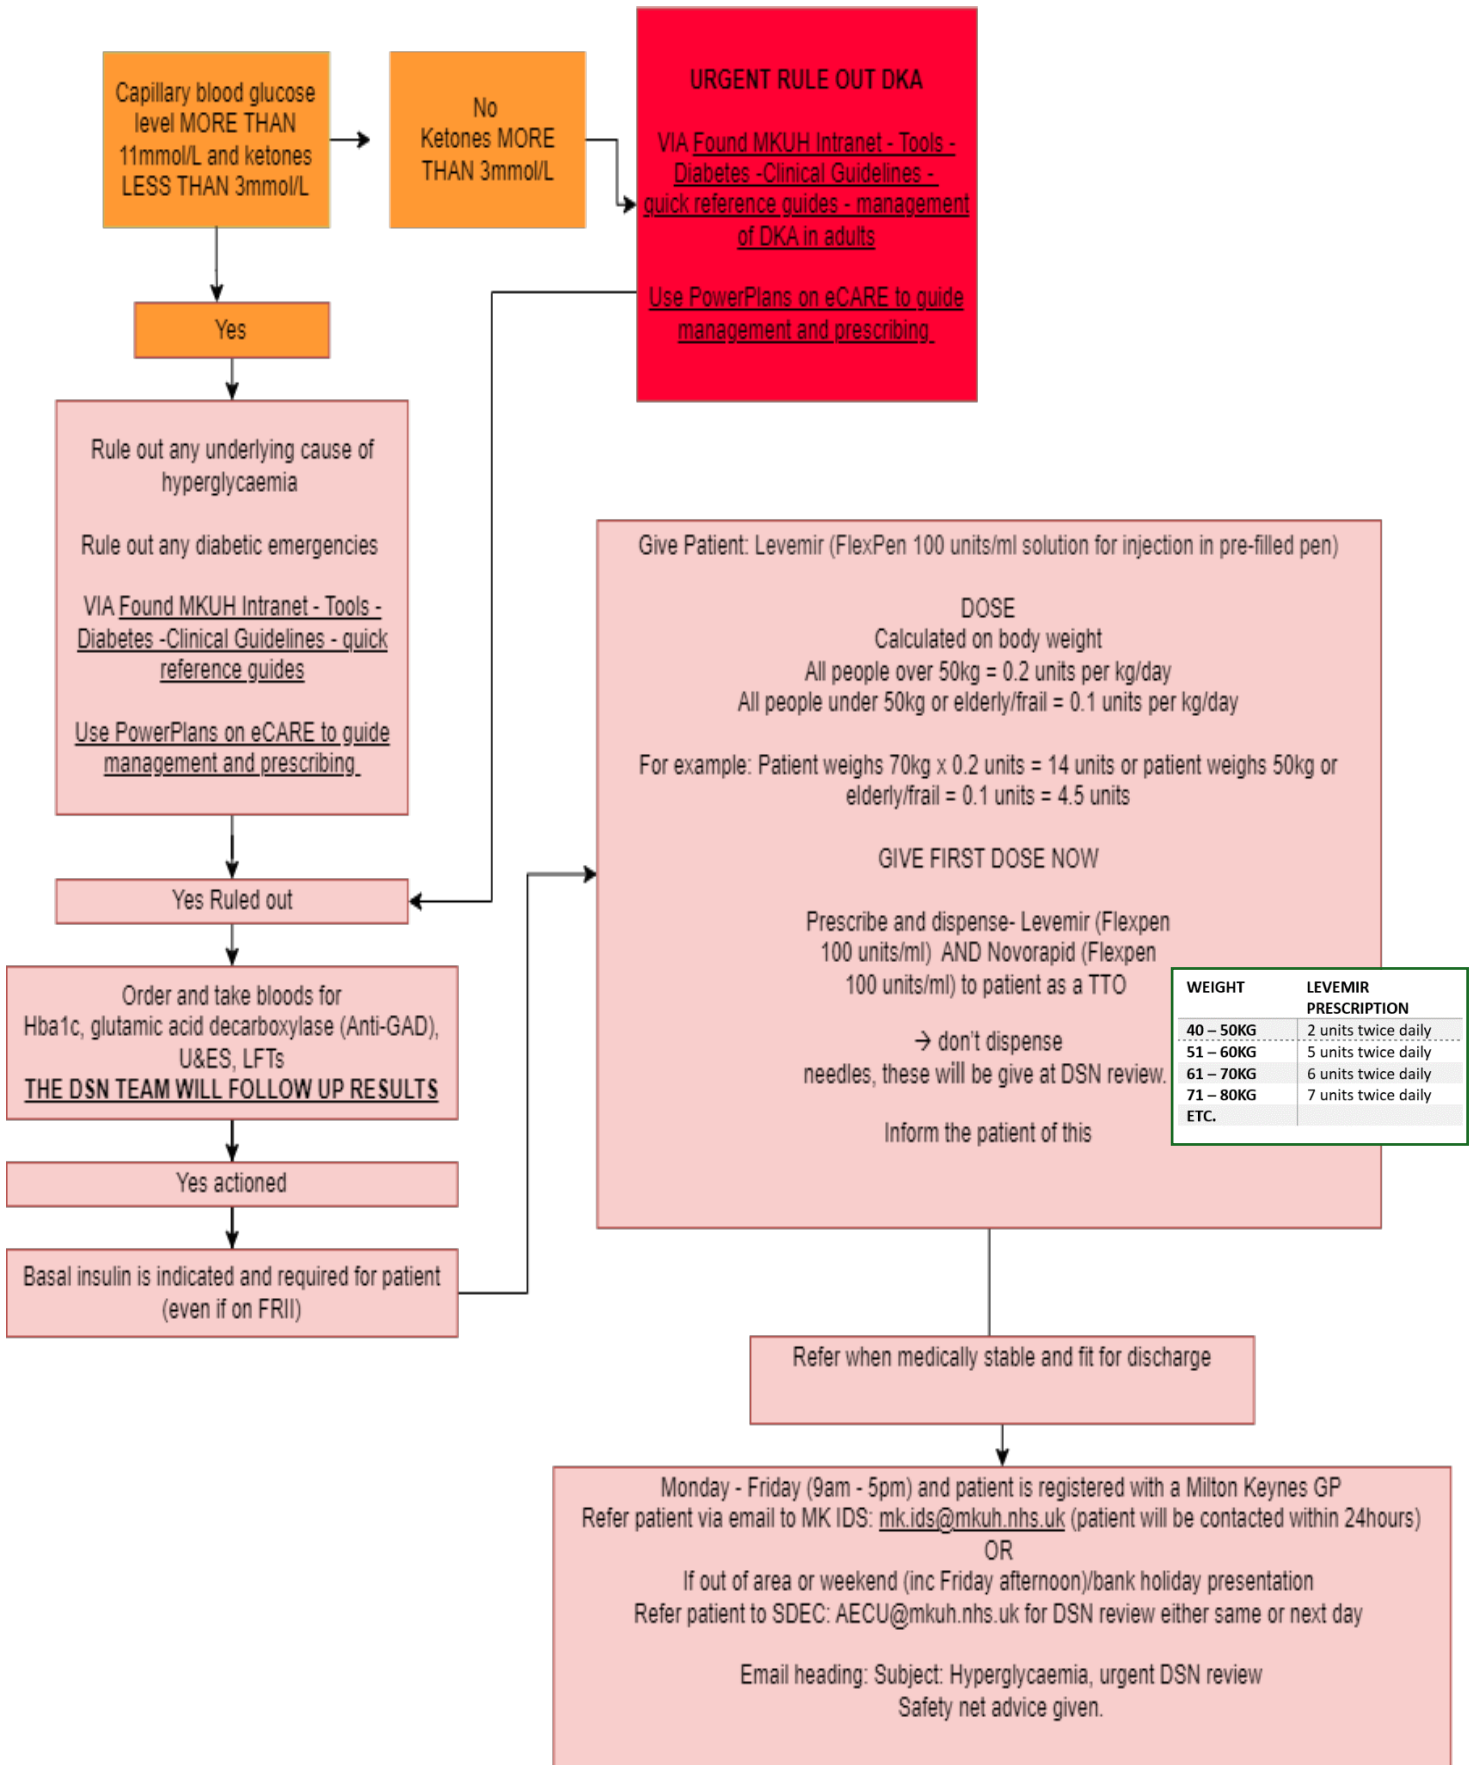 Capillary blood glucose
level MORE THAN
11mmol/L and ketones
LESS THAN 3mmol/L
No
Ketones MORE
THAN 3mmol/L
URGENT RULE OUT DKA
VIA Found MKUH Intranet - Tools -
Diabetes -Clinical Guidelines -
quick reference guides - management
of DKA in adults
Use PowerPlans on eCARE to guide
management and prescribing
Yes
Rule out any underlying cause of
hyperglycaemia
Rule out any diabetic emergencies
VIA Found MKUH Intranet - Tools -
Diabetes -Clinical Guidelines - quick
reference guides
Use PowerPlans on eCARE to guide
management and prescribing
Yes Ruled out
Order and take bloods for
Hba1c, glutamic acid decarboxylase (Anti-GAD),
U&ES, LFTs
THE DSN TEAM WILL FOLLOW UP RESULTS
Yes actioned
Basal insulin is indicated and required for patient
(even if on FRII)
Give Patient: Levemir (FlexPen 100 units/ml solution for injection in pre-filled pen)
DOSE
Calculated on body weight
All people over 50kg = 0.2 units per kg/day
All people under 50kg or elderly/frail = 0.1 units per kg/day
For example: Patient weighs 70kg x 0.2 units = 14 units or patient weighs 50kg or
elderly/frail = 0.1 units = 4.5 units
GIVE FIRST DOSE NOW
Prescribe and dispense- Levemir (Flexpen
100 units/ml) AND Novorapid (Flexpen
100 units/ml) to patient as a TTO
→ don't dispense
needles, these will be give at DSN review.
Inform the patient of this
WEIGHT LEVEMIR
PRESCRIPTION
40 – 50KG 2 units twice daily
51 – 60KG 5 units twice daily
61 – 70KG 6 units twice daily
71 – 80KG 7 units twice daily
ETC.
Refer when medically stable and fit for discharge
Monday - Friday (9am - 5pm) and patient is registered with a Milton Keynes GP
Refer patient via email to MK IDS: mk.ids@mkuh.nhs.uk (patient will be contacted within 24hours)
OR
If out of area or weekend (inc Friday afternoon)/bank holiday presentation
Refer patient to SDEC: AECU@mkuh.nhs.uk for DSN review either same or next day
Email heading: Subject: Hyperglycaemia, urgent DSN review
Safety net advice given.